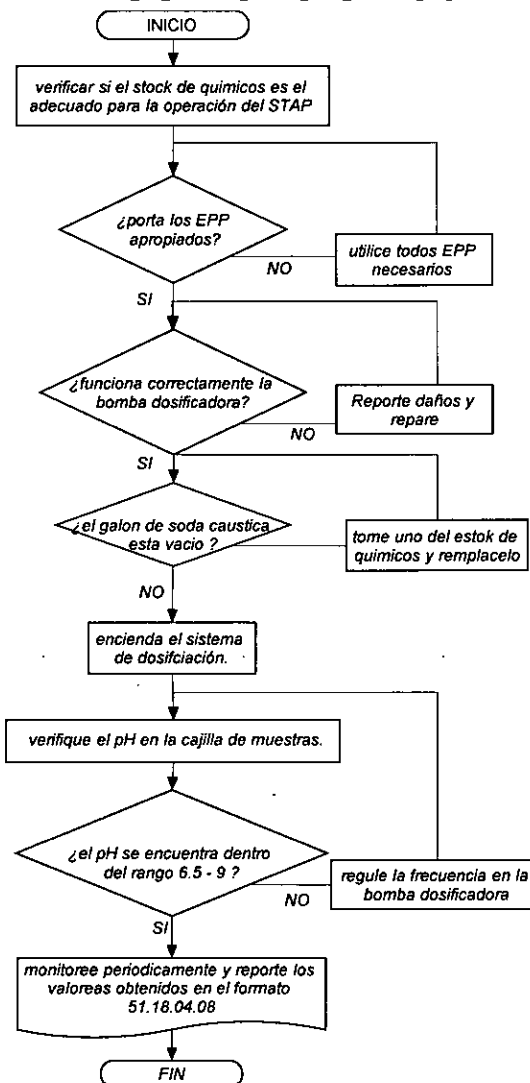 INICIO
verificar si el stock de quimicos es el
adecuado para la operación del STAP
¿porta los EPP
apropiados?
NO
utilice todos EPP
necesarios
SI
¿funciona correctamente la
bomba dosificadora?
NO
Reporte daños y
repare
SI
¿el galon de soda caustica
esta vacio ?
tome uno del estok de
quimicos y remplacelo
NO
encienda el sistema
de dosifciación.
verifique el pH en la cajilla de muestras.
¿el pH se encuentra dentro
del rango 6.5 - 9 ?
NO
regule la frecuencia en la
bomba dosificadora
SI
monitoree periodicamente y reporte los
valoreas obtenidos en el formato
51.18.04.08
FIN